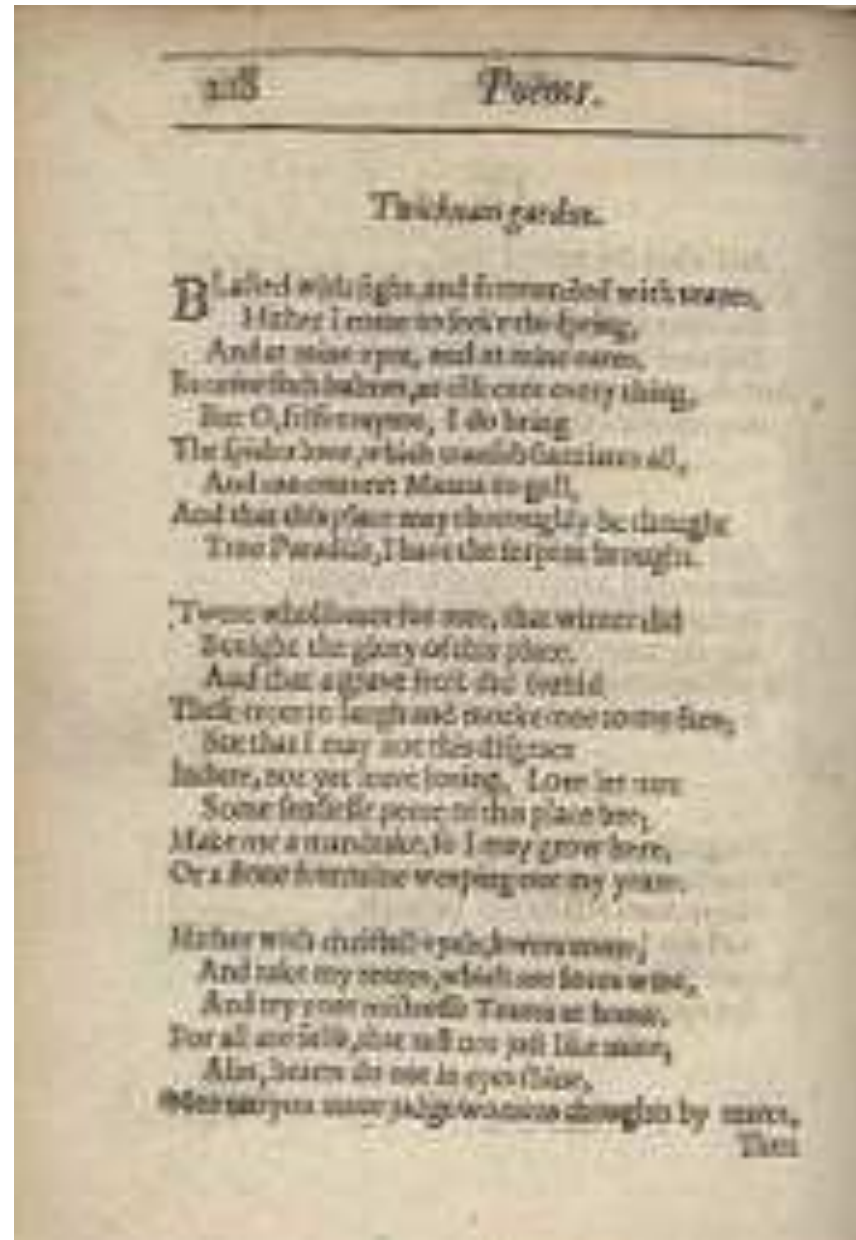 218 Poems.
Twicknam garden.
BLasted with sighs, and surrounded with teares,
Hither I come to seeke the spring,
And at mine eyes, and at mine eares,
Receive such balmes, as else cure every thing,
But O, selfe traytor, I do bring
The spider love, which transubstantiates all,
And can convert Manna to gall,
And that this place may thoroughly be thought
True Paradise, I have the serpent brought.
'Twere wholsomer for mee, that winter did
Benight the glory of this place,
And that a grave frost did forbid
These trees to laugh and mocke mee to my face;
But that I may not this disgrace
Indure, nor yet leave loving, Love let mee
Some senslesse peece of this place bee;
Make me a mandrake, so I may grow here,
Or a stone fountaine weeping out my yeare.
Hither with christall vyals, lovers come,
And take my teares, which are loves wine,
And try your mistresse Teares at home,
For all are false, that tast not just like mine;
Alas, hearts do not in eyes shine,
Nor can you more judge womans thoughts by teares,
Then